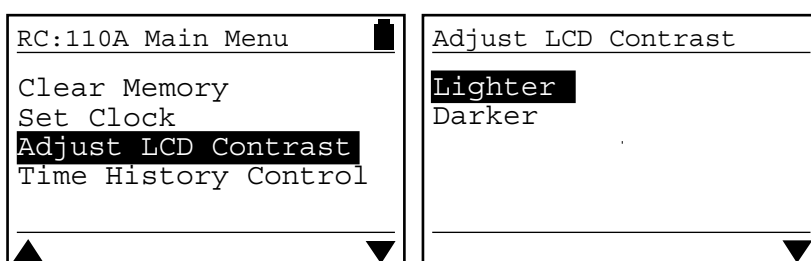 RC:110A Main Menu
Clear Memory
Set Clock
Adjust LCD Contrast
Time History Control
Adjust LCD Contrast
Lighter
Darker